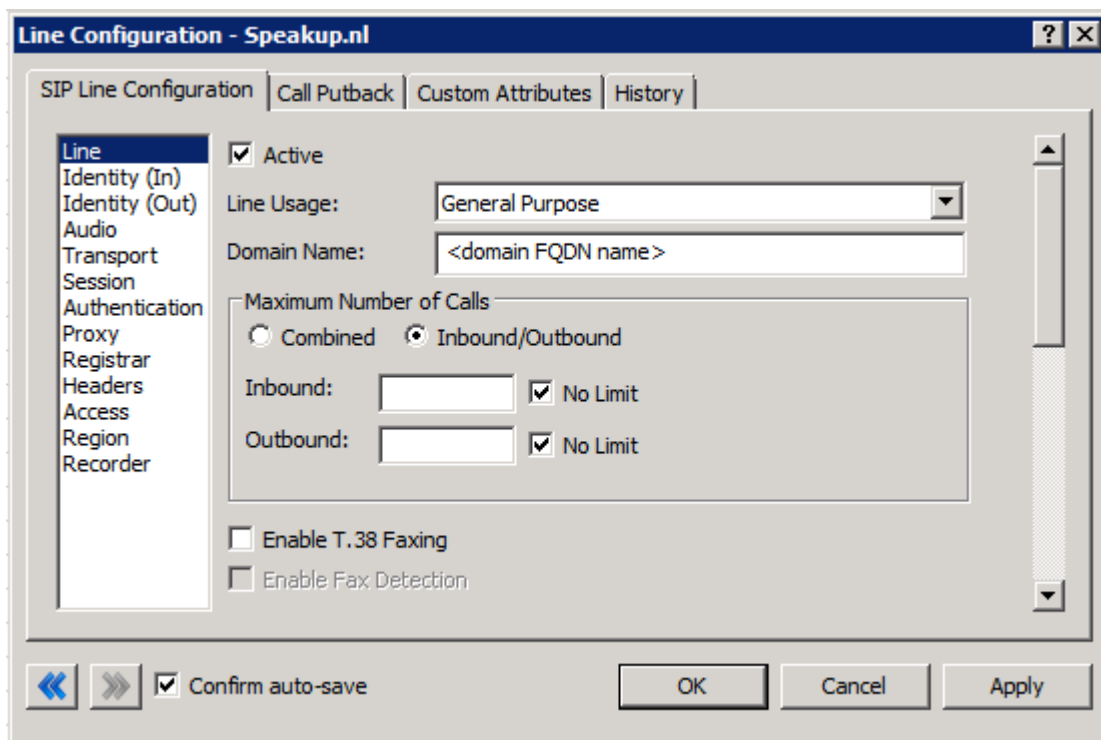 Line Configuration - Speakup.nl
SIP Line Configuration
Call Putback
Custom Attributes
History
Line
Identity (In)
Identity (Out)
Audio
Transport
Session
Authentication
Proxy
Registrar
Headers
Access
Region
Recorder
Active
Line Usage: General Purpose
Domain Name: <domain FQDN name>
Maximum Number of Calls
Combined Inbound/Outbound
Inbound: No Limit
Outbound: No Limit
Enable T.38 Faxing
Enable Fax Detection
Confirm auto-save
OK
Cancel
Apply